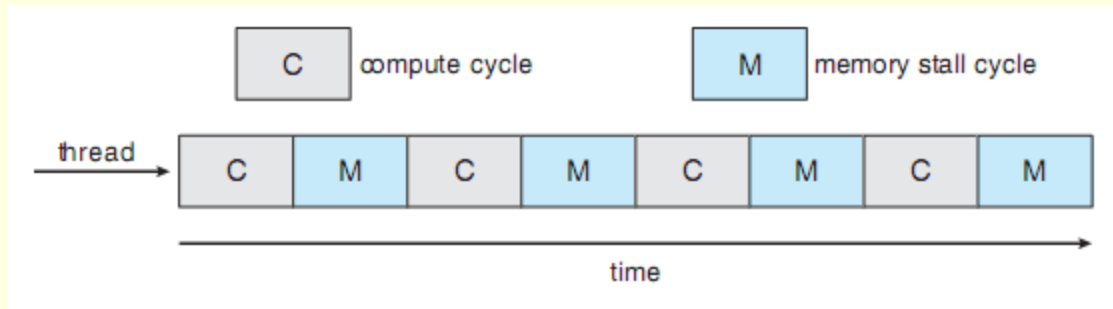 C compute cycle M memory stall cycle
thread
C M C M C M C M
time